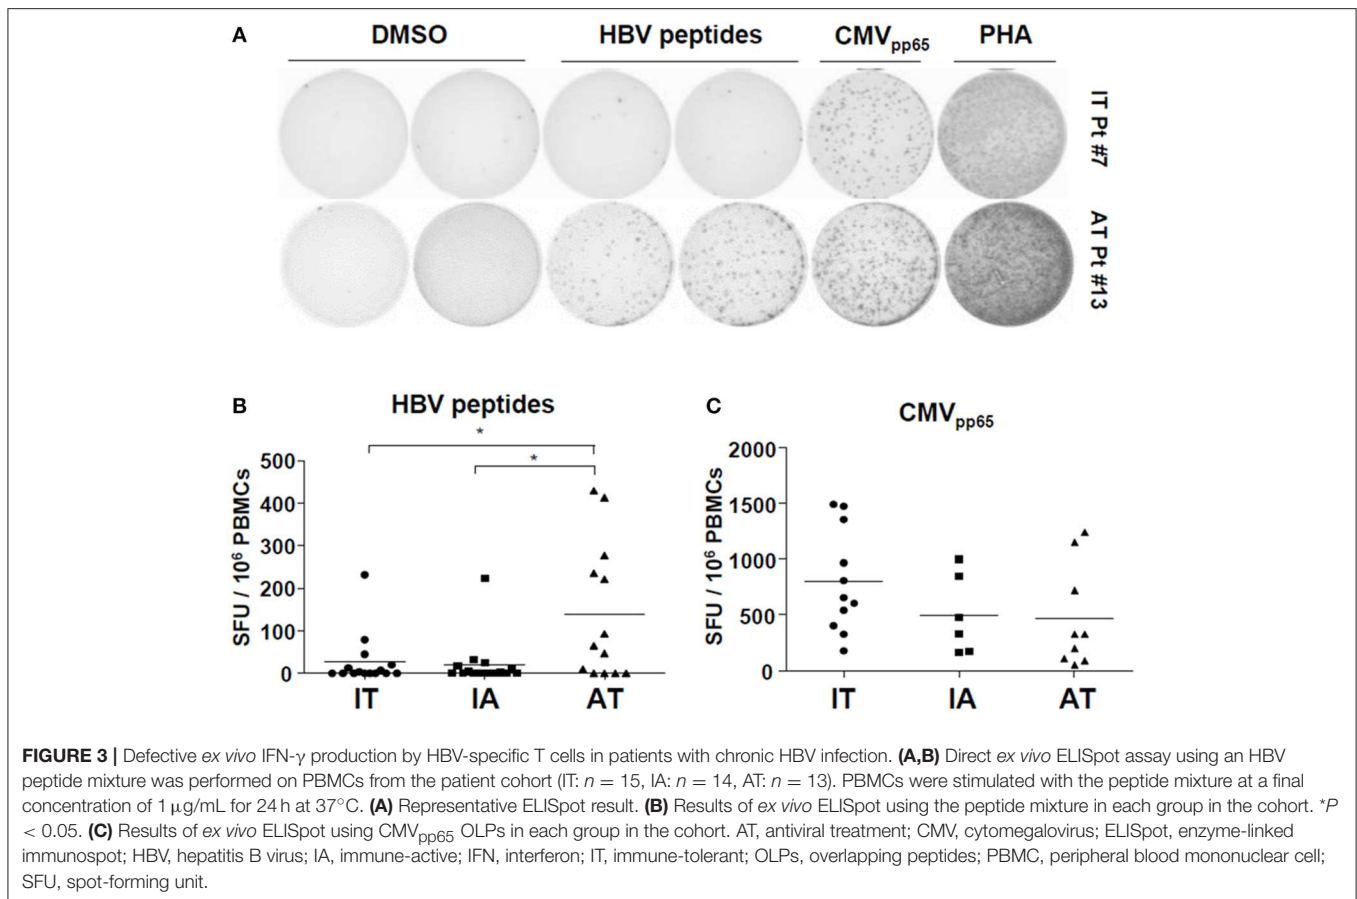 A
DMSO
HBV peptides
CMVpp65
PHA
IT Pt #7
AT Pt #13
B
HBV peptides
*
*
SFU / 10⁶ PBMCs
500
400
300
200
100
0
IT
IA
AT
C
CMVpp65
SFU / 10⁶ PBMCs
2000
1500
1000
500
0
IT
IA
AT
FIGURE 3 | Defective ex vivo IFN-γ production by HBV-specific T cells in patients with chronic HBV infection. (A,B) Direct ex vivo ELISpot assay using an HBV
peptide mixture was performed on PBMCs from the patient cohort (IT: n = 15, IA: n = 14, AT: n = 13). PBMCs were stimulated with the peptide mixture at a final
concentration of 1 μg/mL for 24 h at 37°C. (A) Representative ELISpot result. (B) Results of ex vivo ELISpot using the peptide mixture in each group in the cohort. *P
< 0.05. (C) Results of ex vivo ELISpot using CMVpp65 OLPs in each group in the cohort. AT, antiviral treatment; CMV, cytomegalovirus; ELISpot, enzyme-linked
immunospot; HBV, hepatitis B virus; IA, immune-active; IFN, interferon; IT, immune-tolerant; OLPs, overlapping peptides; PBMC, peripheral blood mononuclear cell;
SFU, spot-forming unit.